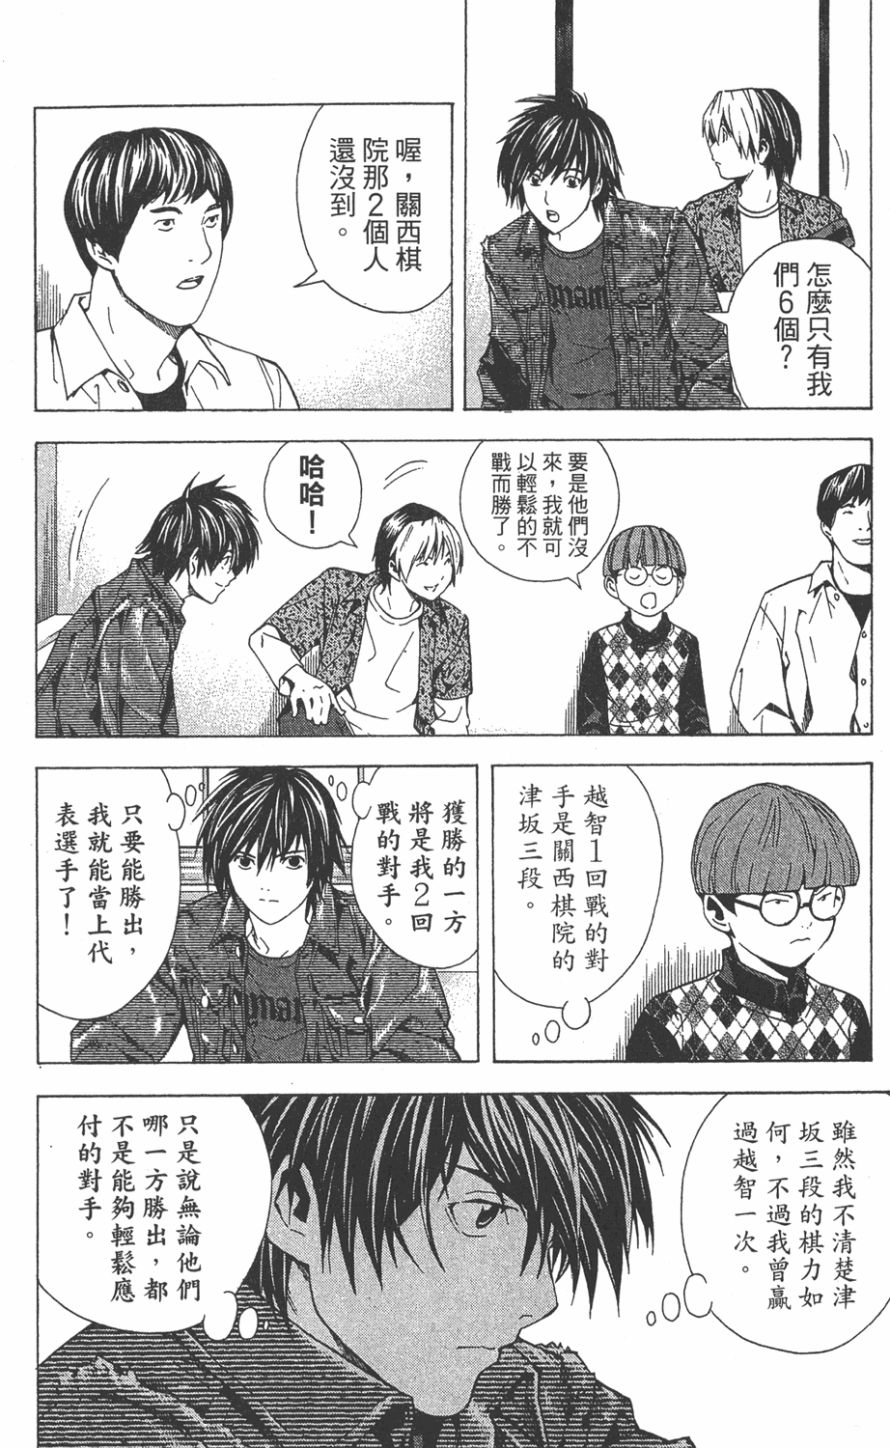 怎麼只有我
們6個?
喔,關西棋
院那2個人
還沒到。
要是他們沒
來,我就可
以輕鬆的不
戰而勝了。
哈哈!
越智1回戰的對
手是關西棋院的
津坂三段。
獲勝的一方
將是我2回
戰的對手。
只要能勝出,
我就能當上代
表選手了!
雖然我不清楚津
坂三段的棋力如
何,不過我曾贏
過越智一次。
只是說無論他們
哪一方勝出,都
不是能夠輕鬆應
付的對手。